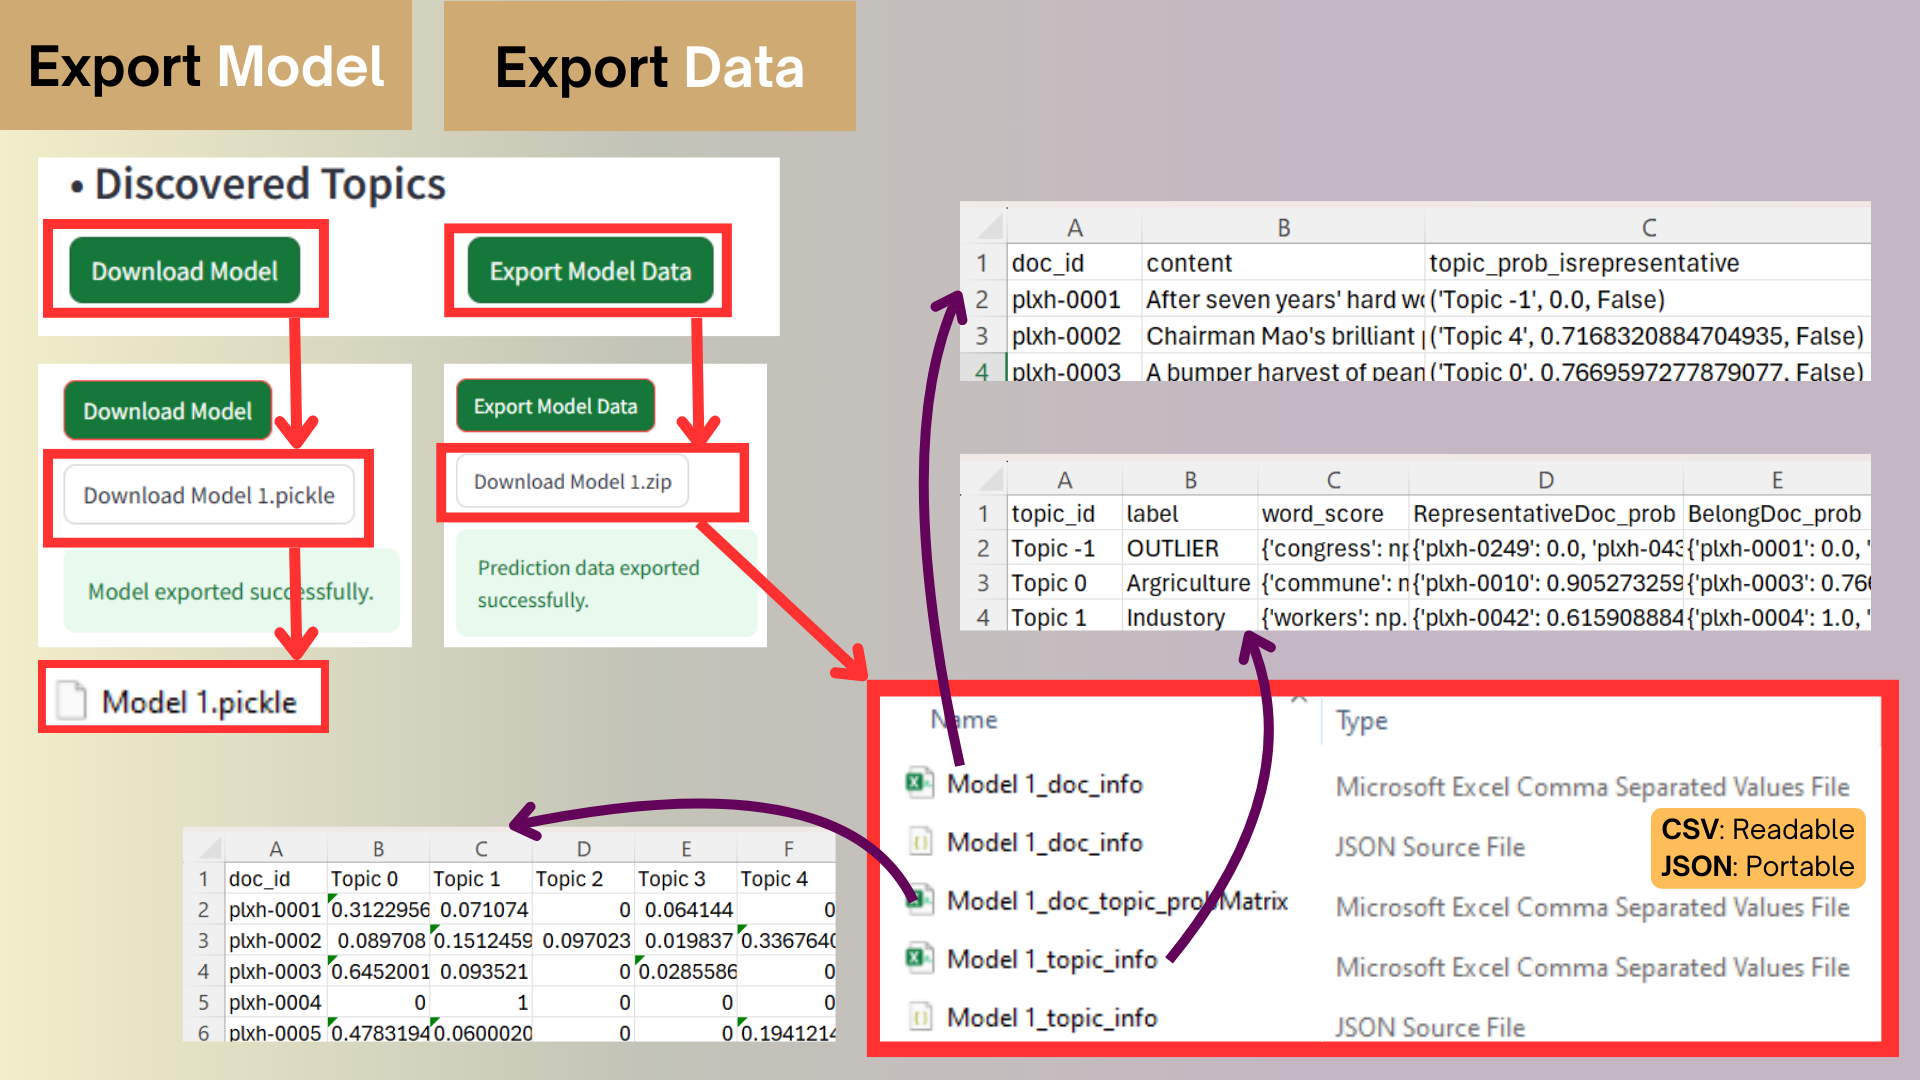 Export Model
Export Data
• Discovered Topics
Download Model
Export Model Data
Download Model
Download Model 1.pickle
Model exported successfully.
Model 1.pickle
Export Model Data
Download Model 1.zip
Prediction data exported
successfully.
A B C
1 doc_id content topic_prob_isrepresentative
2 plxh-0001 After seven years' hard ('Topic -1', 0.0, False)
3 plxh-0002 Chairman Mao's brilliant ('Topic 4', 0.7168320884704935, False)
4 plxh-0003 A bumper harvest of ('Topic 0', 0.7669597277879077, False)
A B C D E
1 topic_id label word_score RepresentativeDoc_prob BelongDoc_prob
2 Topic -1 OUTLIER {'congress': np {'plxh-0249': 0.0, 'plxh-043 {'plxh-0001': 0.0, '
3 Topic 0 Argriculture {'commune': n {'plxh-0010': 0.905273259 {'plxh-0003': 0.766
4 Topic 1 Industory {'workers': np. {'plxh-0042': 0.615908884 {'plxh-0004': 1.0, '
Name Type
Model 1_doc_info Microsoft Excel Comma Separated Values File
Model 1_doc_info JSON Source File
Model 1_doc_topic_probMatrix Microsoft Excel Comma Separated Values File
Model 1_topic_info Microsoft Excel Comma Separated Values File
Model 1_topic_info JSON Source File
CSV: Readable
JSON: Portable
A B C D E F
1 doc_id Topic 0 Topic 1 Topic 2 Topic 3 Topic 4
2 plxh-0001 0.3122956 0.071074 0 0.064144 0
3 plxh-0002 0.089708 0.1512459 0.097023 0.019837 0.3367640
4 plxh-0003 0.6452001 0.093521 0 0.0285586 0
5 plxh-0004 0 1 0 0 0
6 plxh-0005 0.4783194 0.0600020 0 0 0.1941214